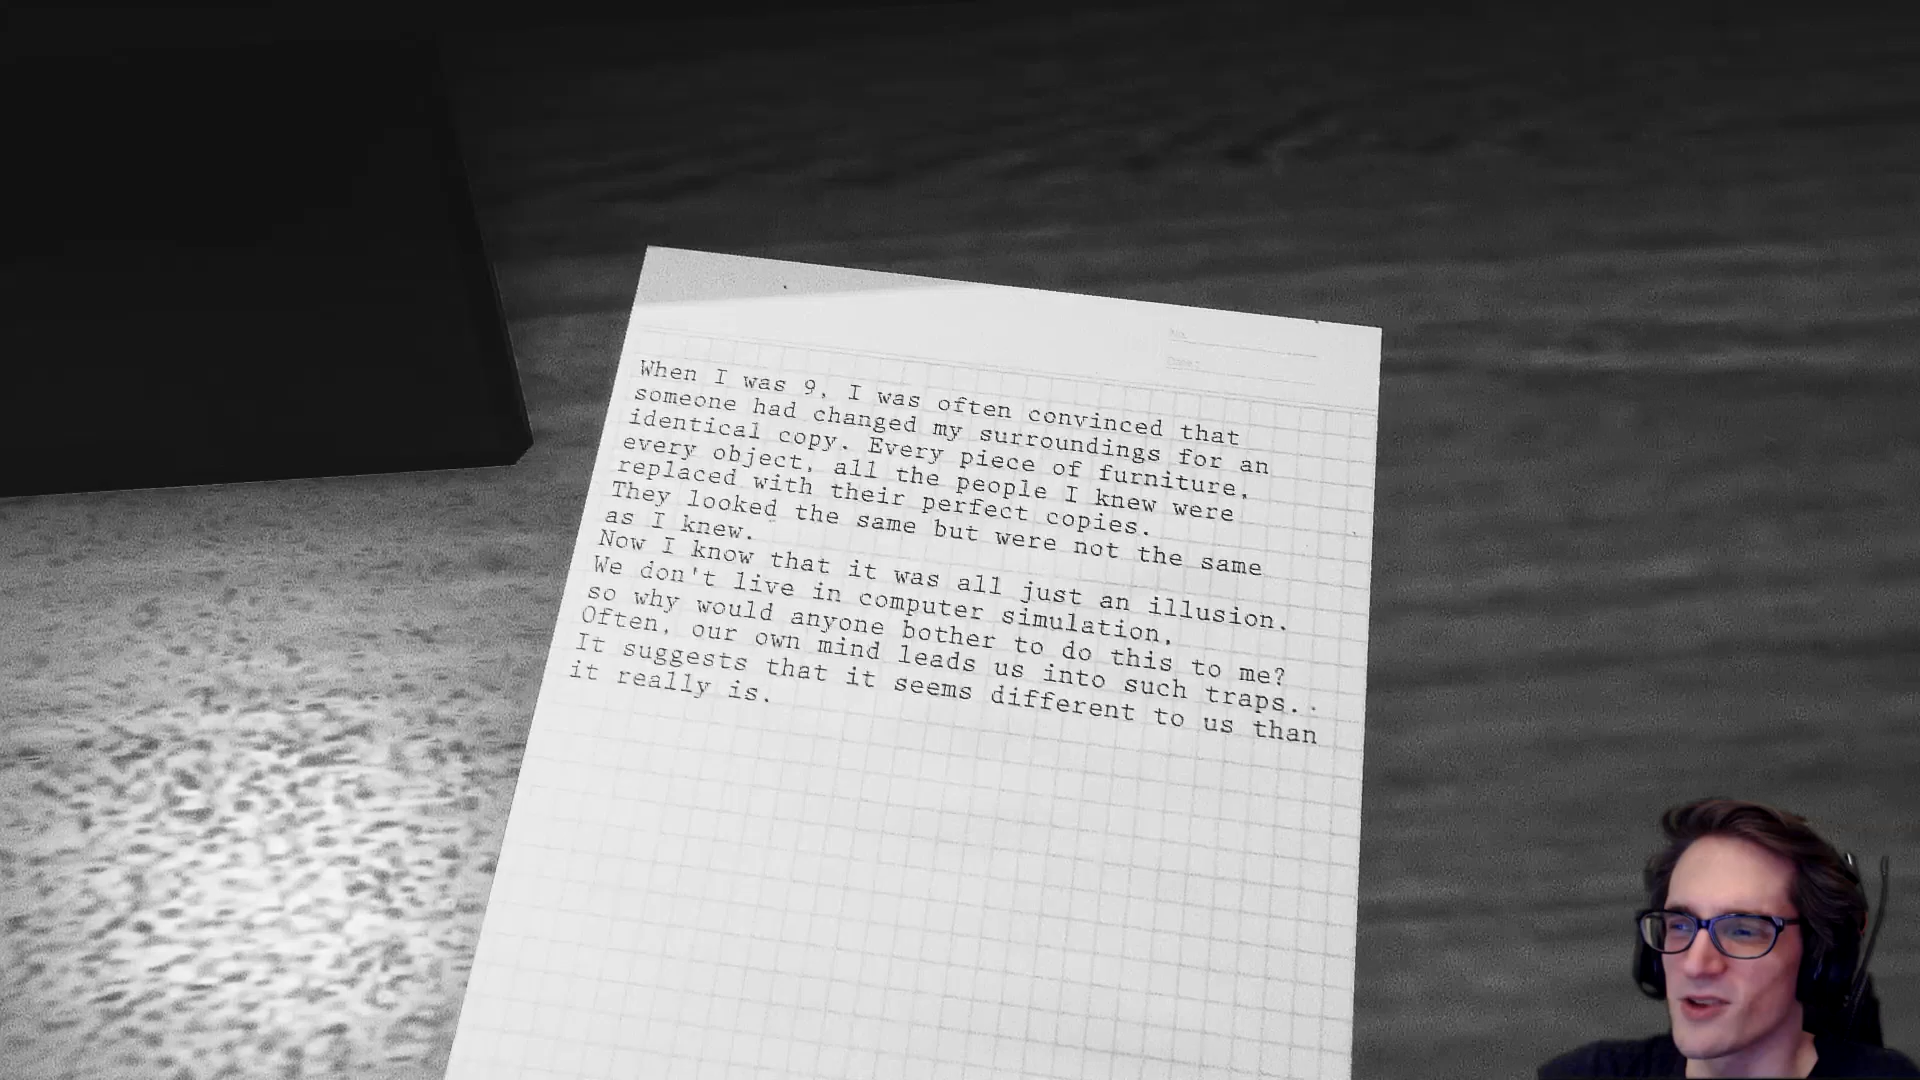 No.
Date:
When I was 9, I was often convinced that
someone had changed my surroundings for an
identical copy. Every piece of furniture,
every object, all the people I knew were
replaced with their perfect copies.
They looked the same but were not the same
as I knew.
Now I know that it was all just an illusion.
We don't live in computer simulation,
so why would anyone bother to do this to me?
Often, our own mind leads us into such traps..
It suggests that it seems different to us than
it really is.